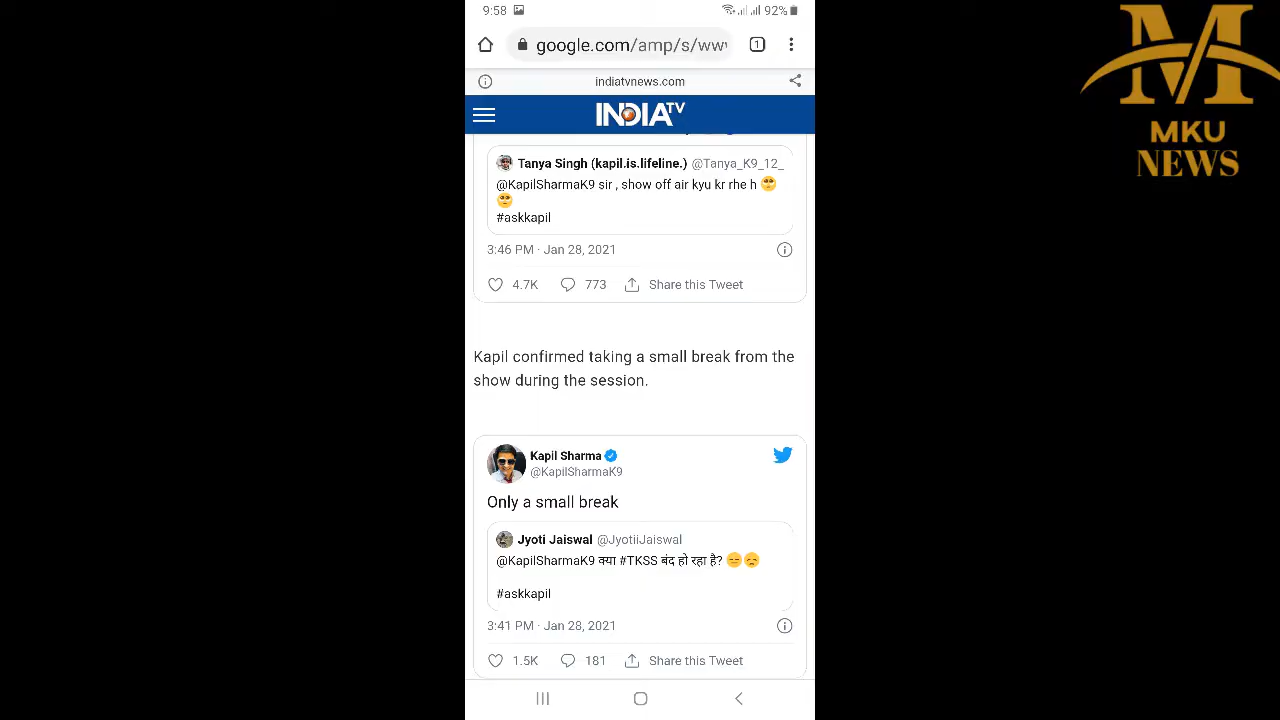 9:58
92%
google.com/amp/s/www
1
indiatvnews.com
INDIA TV
Tanya Singh (kapil.is.lifeline.) @Tanya_K9_12_
@KapilSharmaK9 sir , show off air kyu kr rhe h 🥺
🥺
#askkapil
3:46 PM · Jan 28, 2021
4.7K 773 Share this Tweet
Kapil confirmed taking a small break from the
show during the session.
Kapil Sharma
@KapilSharmaK9
Only a small break
Jyoti Jaiswal @JyotiiJaiswal
@KapilSharmaK9 क्या #TKSS बंद हो रहा है? 😑😞
#askkapil
3:41 PM · Jan 28, 2021
1.5K 181 Share this Tweet
M
MKU
NEWS